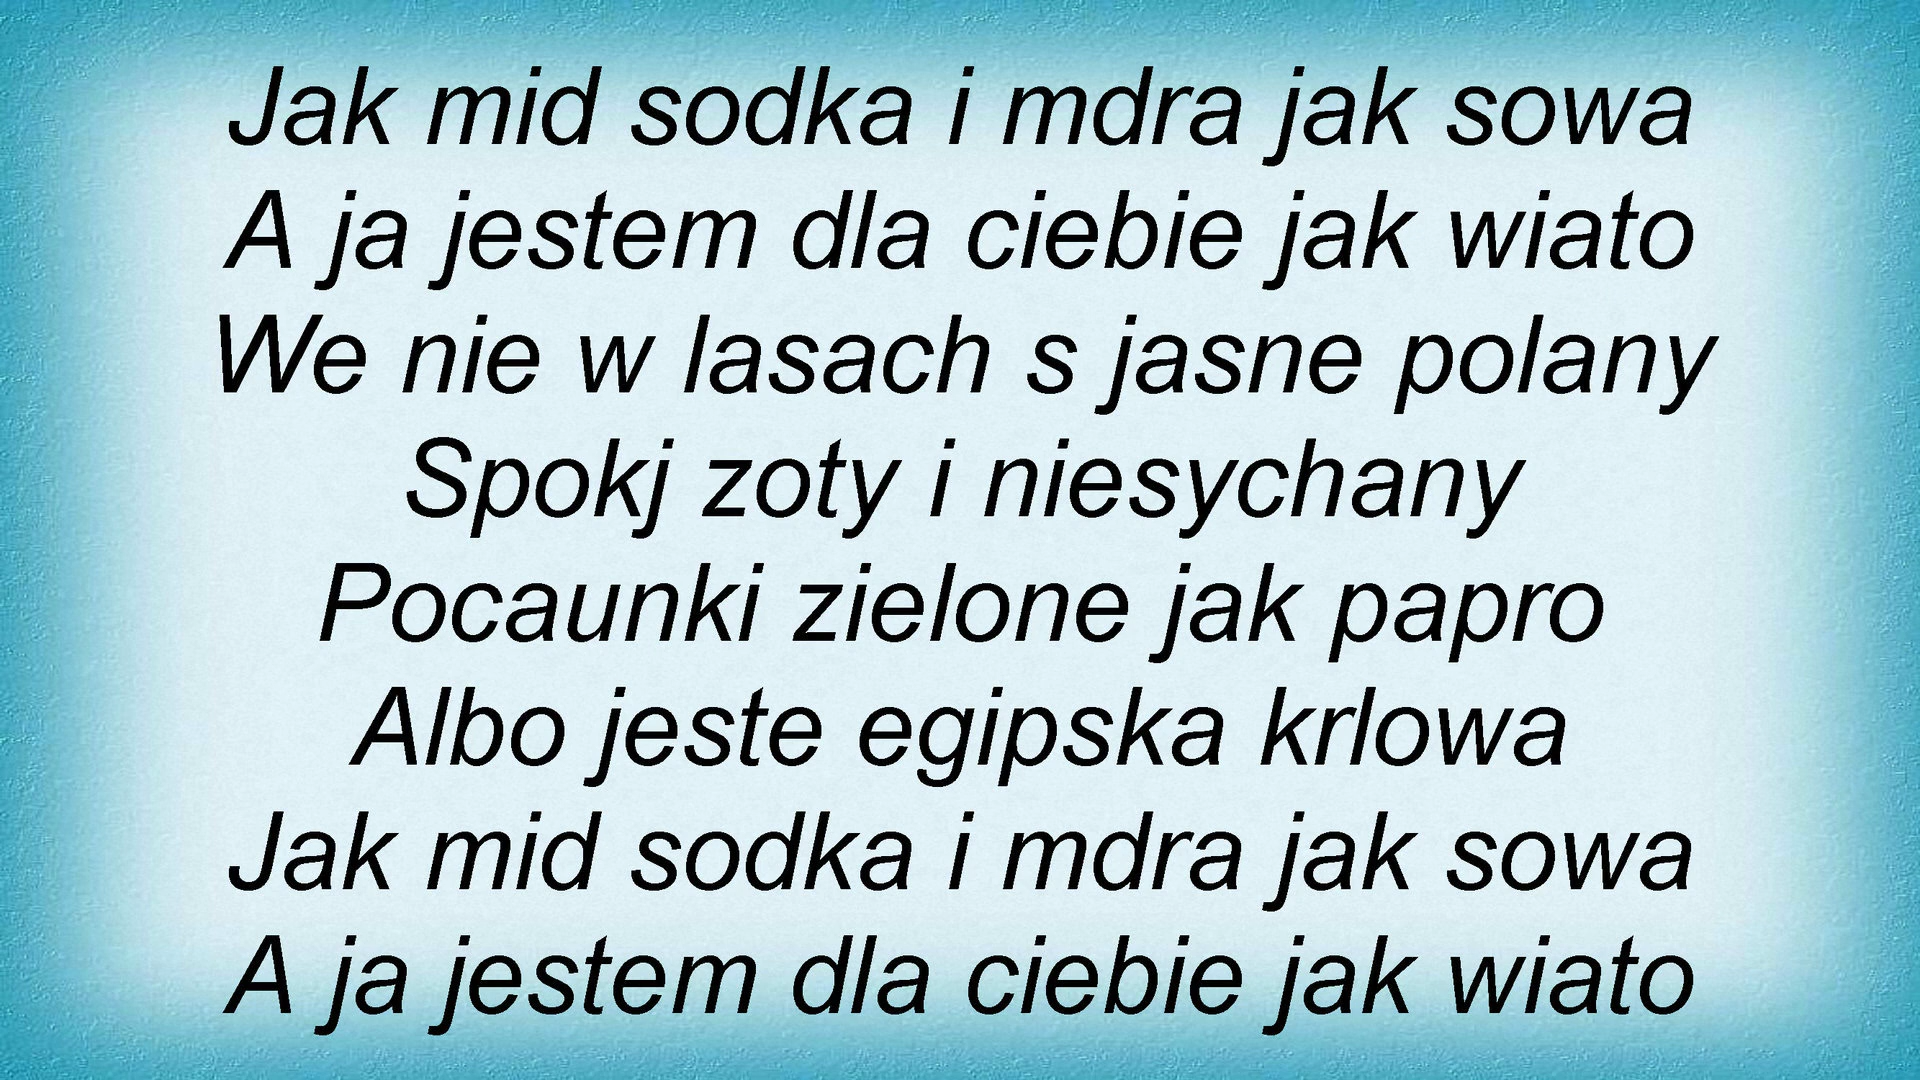 Jak mid sodka i mdra jak sowa
A ja jestem dla ciebie jak wiato
We nie w lasach s jasne polany
Spokj zoty i niesychany
Pocaunki zielone jak papro
Albo jeste egipska krlowa
Jak mid sodka i mdra jak sowa
A ja jestem dla ciebie jak wiato